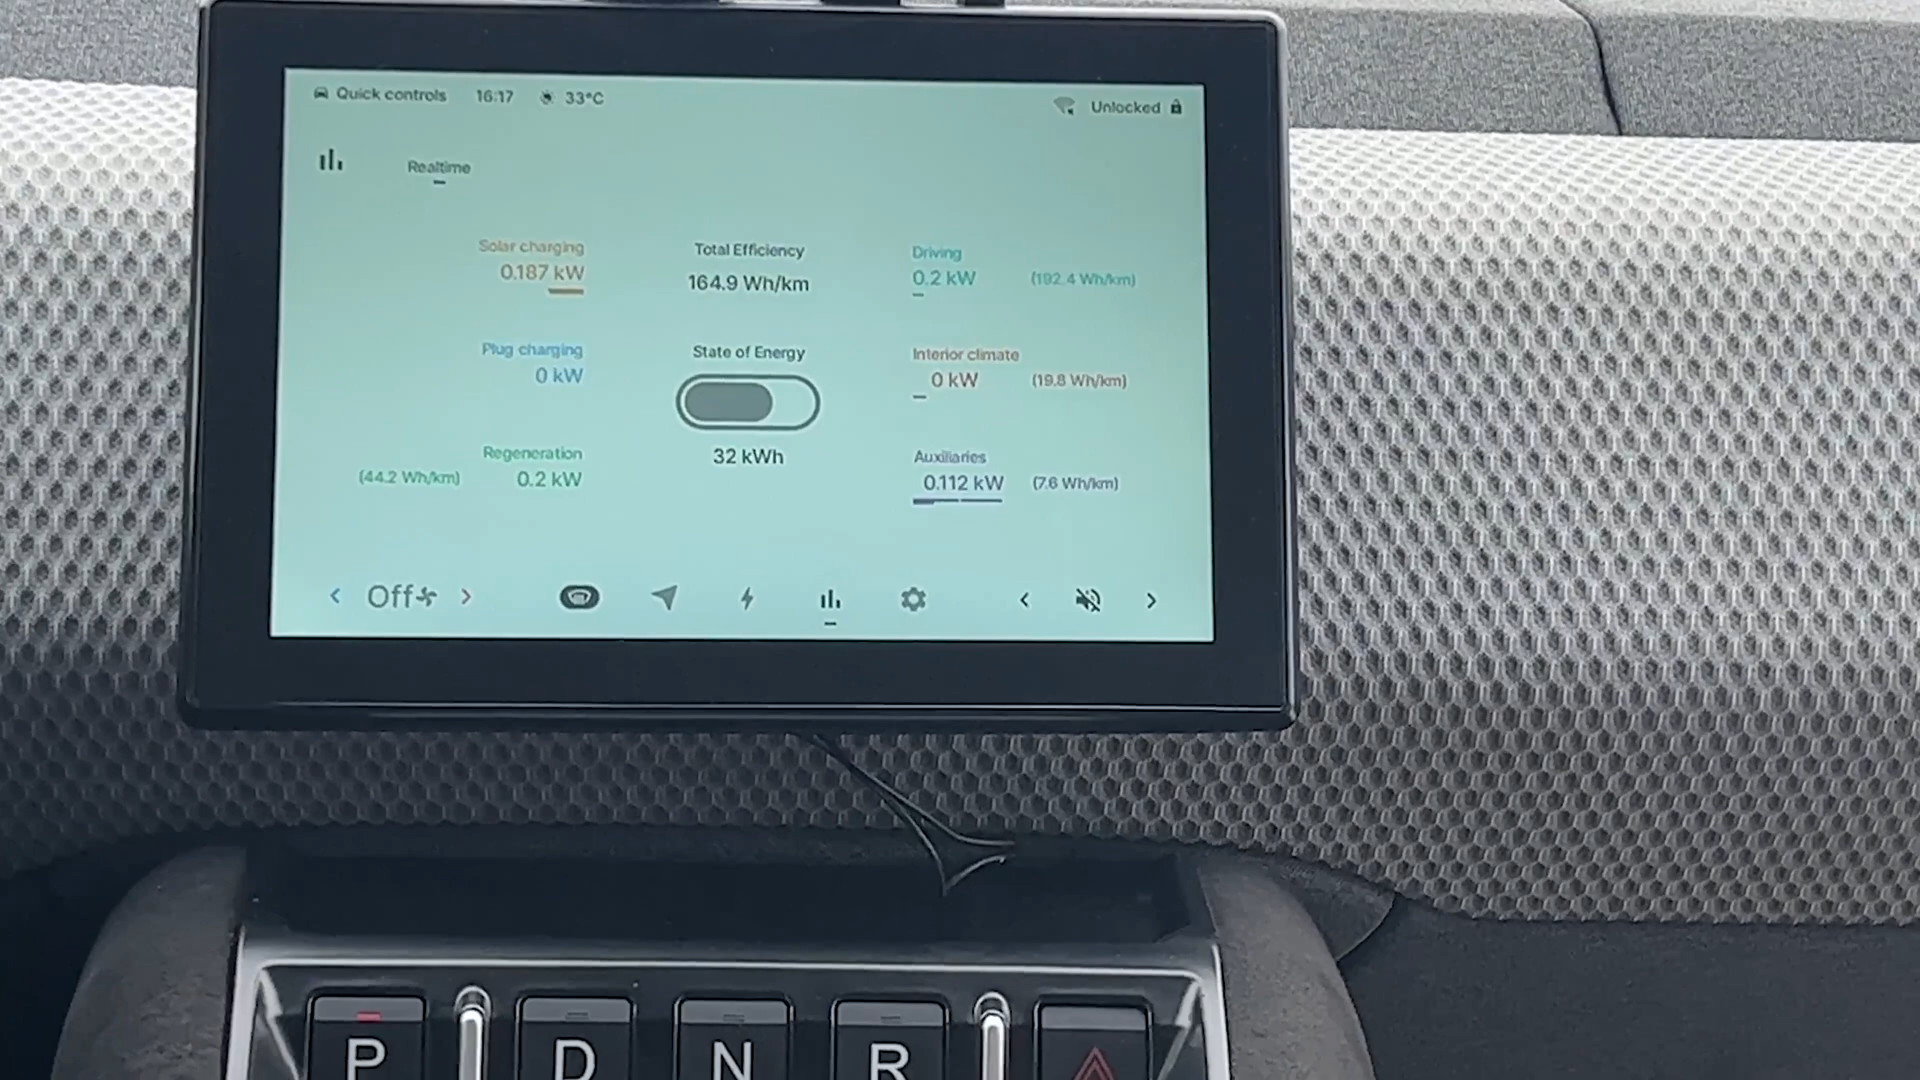 Quick controls 16:17 33°C Unlocked
Realtime
Solar charging
0.187 kW
Total Efficiency
164.9 Wh/km
Driving
0.2 kW (192.4 Wh/km)
Plug charging
0 kW
State of Energy
32 kWh
Interior climate
0 kW (19.8 Wh/km)
Regeneration
(44.2 Wh/km) 0.2 kW
Auxiliaries
0.112 kW (7.6 Wh/km)
< Off > < >
P D N R